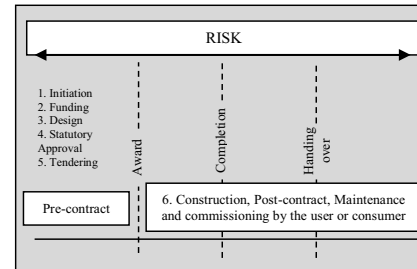 RISK
1. Initiation
2. Funding
3. Design
4. Statutory
Approval
5. Tendering
Award
Completion
Handing
over
Pre-contract
6. Construction, Post-contract, Maintenance
and commissioning by the user or consumer